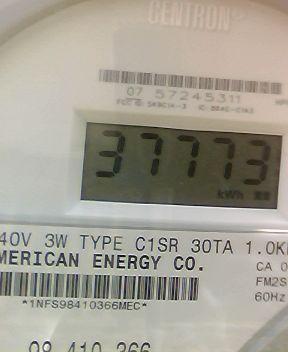 CENTRON®
07 57245311
37773
kWh
40V 3W TYPE C1SR 30TA 1.0K
MERICAN ENERGY CO.
CA 0
FM2S
60Hz
*1NFS98410366MEC*
98 410 366